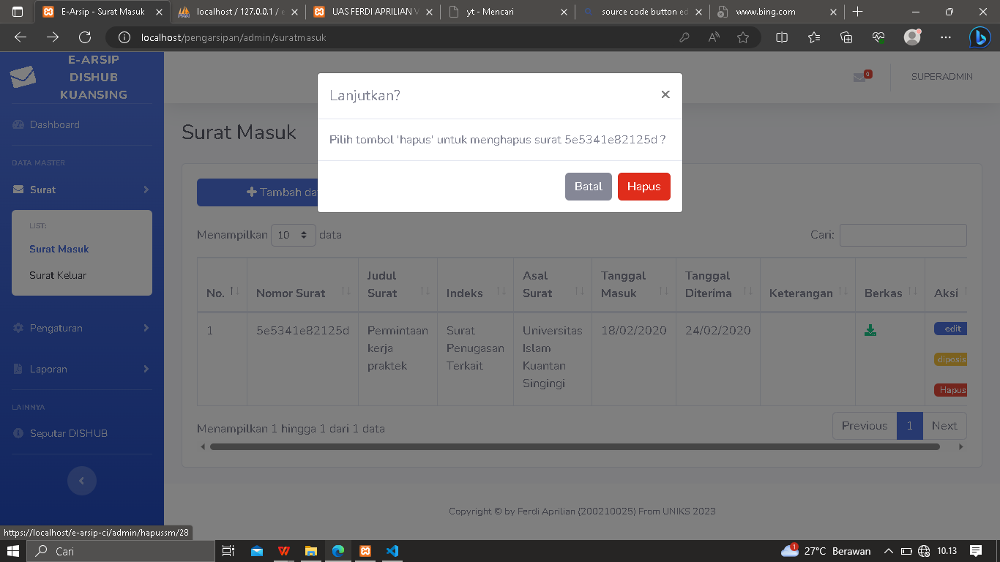 E-Arsip - Surat Masuk
localhost / 127.0.0.1 / e
UAS FERDI APRILIAN V
yt - Mencari
source code button ed
www.bing.com
localhost/pengarsipan/admin/suratmasuk
E-ARSIP
DISHUB
KUANSING
0
SUPERADMIN
Dashboard
DATA MASTER
Surat
LIST:
Surat Masuk
Surat Keluar
Pengaturan
Laporan
LAINNYA
Seputar DISHUB
Lanjutkan?
×
Pilih tombol 'hapus' untuk menghapus surat 5e5341e82125d ?
Batal
Hapus
Surat Masuk
Tambah da
Menampilkan 10 data
Cari:
No.
Nomor Surat
Judul
Surat
Indeks
Asal
Surat
Tanggal
Masuk
Tanggal
Diterima
Keterangan
Berkas
Aksi
1
5e5341e82125d
Permintaan
kerja
praktek
Surat
Penugasan
Terkait
Universitas
Islam
Kuantan
Singingi
18/02/2020
24/02/2020
edit
diposis
Hapus
Menampilkan 1 hingga 1 dari 1 data
Previous 1 Next
Copyright © by Ferdi Aprilian (200210025) From UNIKS 2023
https://localhost/e-arsip-ci/admin/hapussm/28
Cari
1
27°C Berawan
10.13